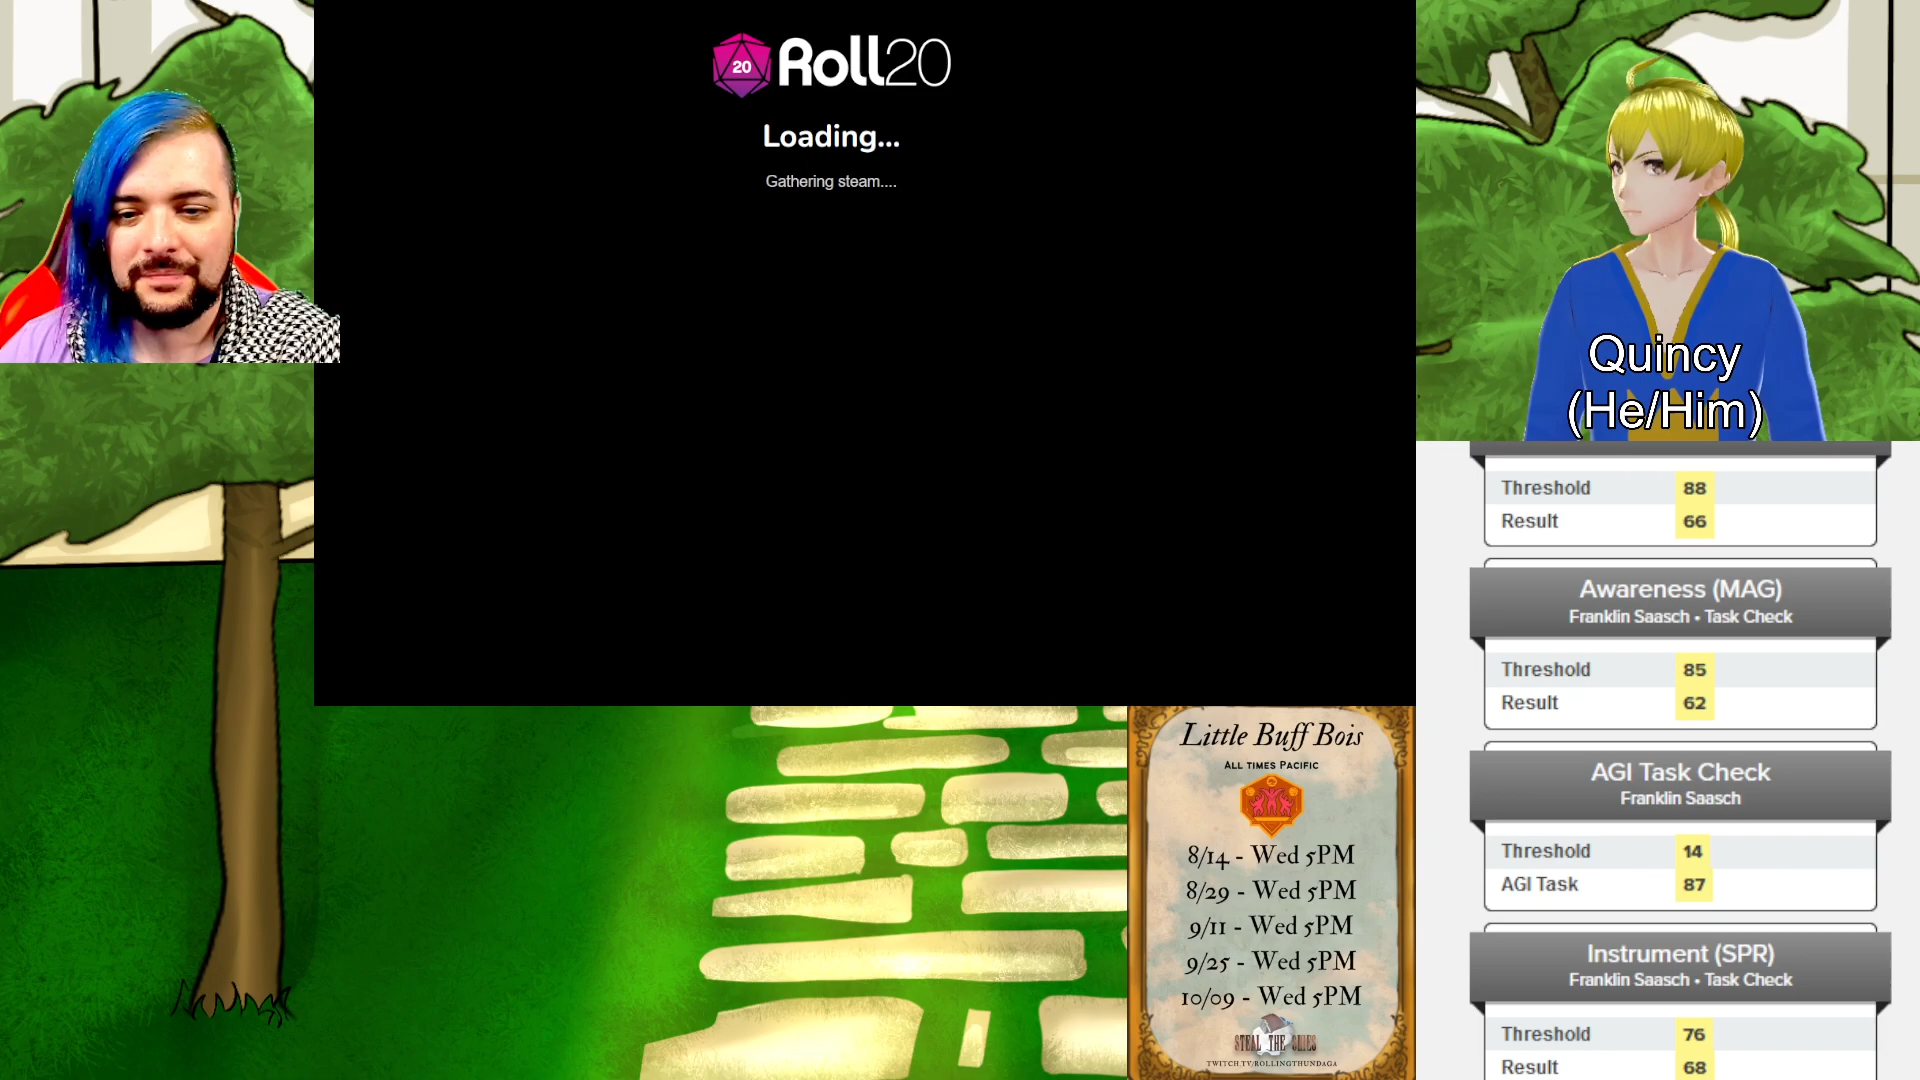 20 Roll20
Loading...
Gathering steam....
Quincy
(He/Him)
Threshold 88
Result 66
Awareness (MAG)
Franklin Saasch • Task Check
Threshold 85
Result 62
AGI Task Check
Franklin Saasch
Threshold 14
AGI Task 87
Instrument (SPR)
Franklin Saasch • Task Check
Threshold 76
Result 68
Little Buff Bois
ALL TIMES PACIFIC
8/14 - Wed 5PM
8/29 - Wed 5PM
9/11 - Wed 5PM
9/25 - Wed 5PM
10/09 - Wed 5PM
STEAL THE SKIES
TWITCH.TV/ROLLINGTHUNDAGA